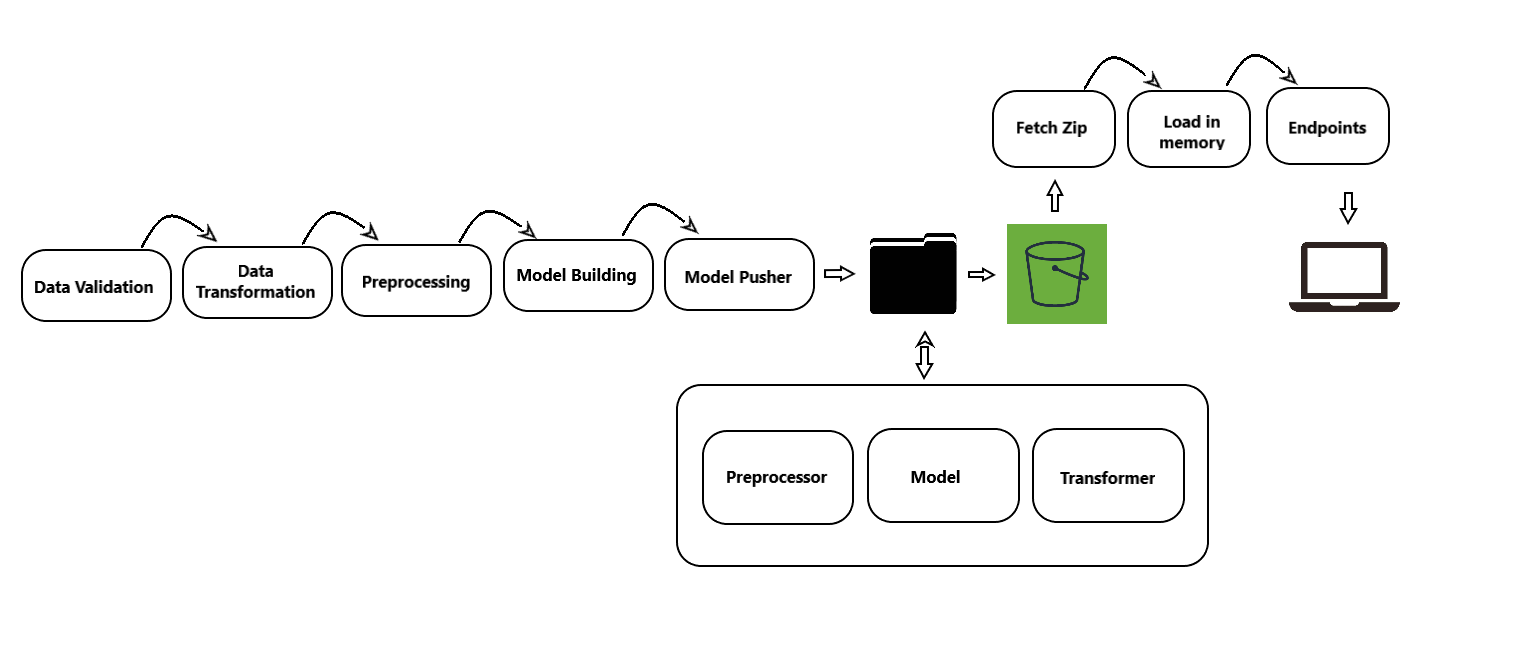 Fetch Zip
Load in
memory
Endpoints
Data Validation
Data
Transformation
Preprocessing
Model Building
Model Pusher
Preprocessor
Model
Transformer